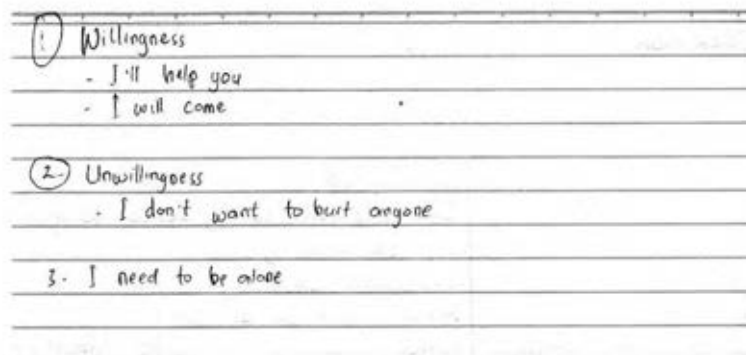 1 Willingness
- I'll help you
- I will come
2. Unwillingness
- I don't want to hurt anyone
3. I need to be alone